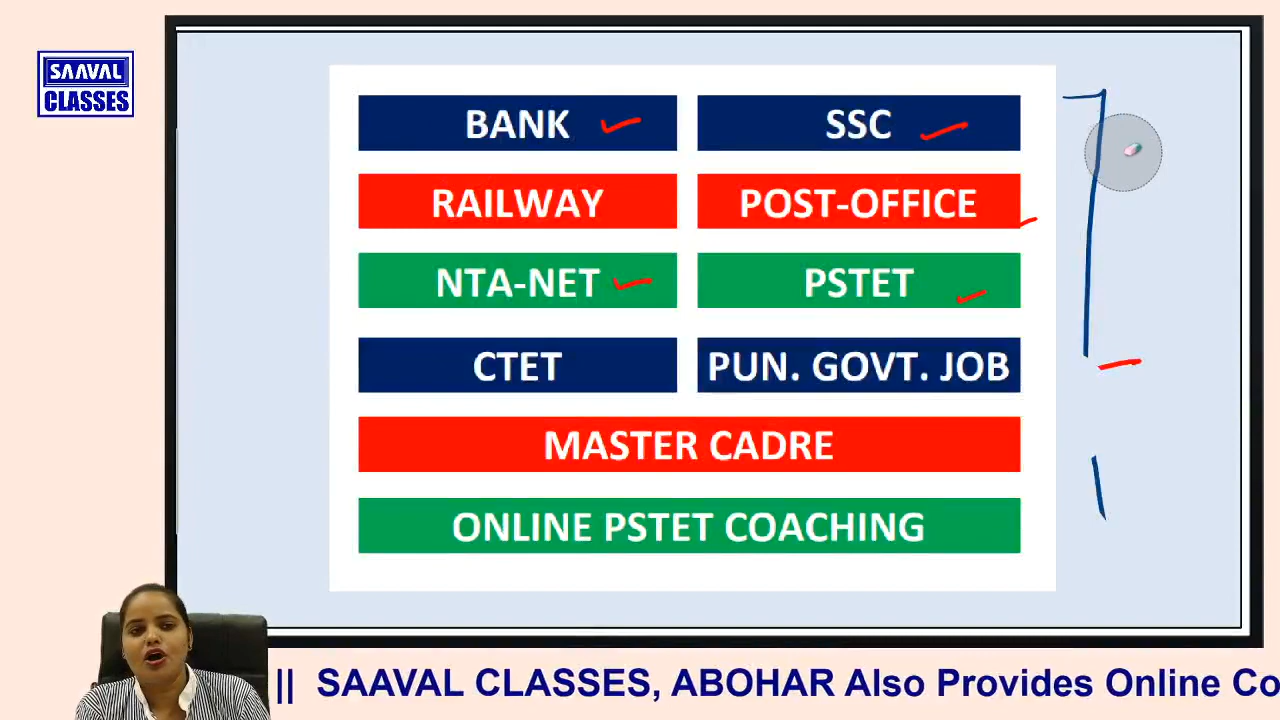 SAAVAL
CLASSES
BANK SSC
RAILWAY POST-OFFICE
NTA-NET PSTET
CTET PUN. GOVT. JOB
MASTER CADRE
ONLINE PSTET COACHING
|| SAAVAL CLASSES, ABOHAR Also Provides Online Co